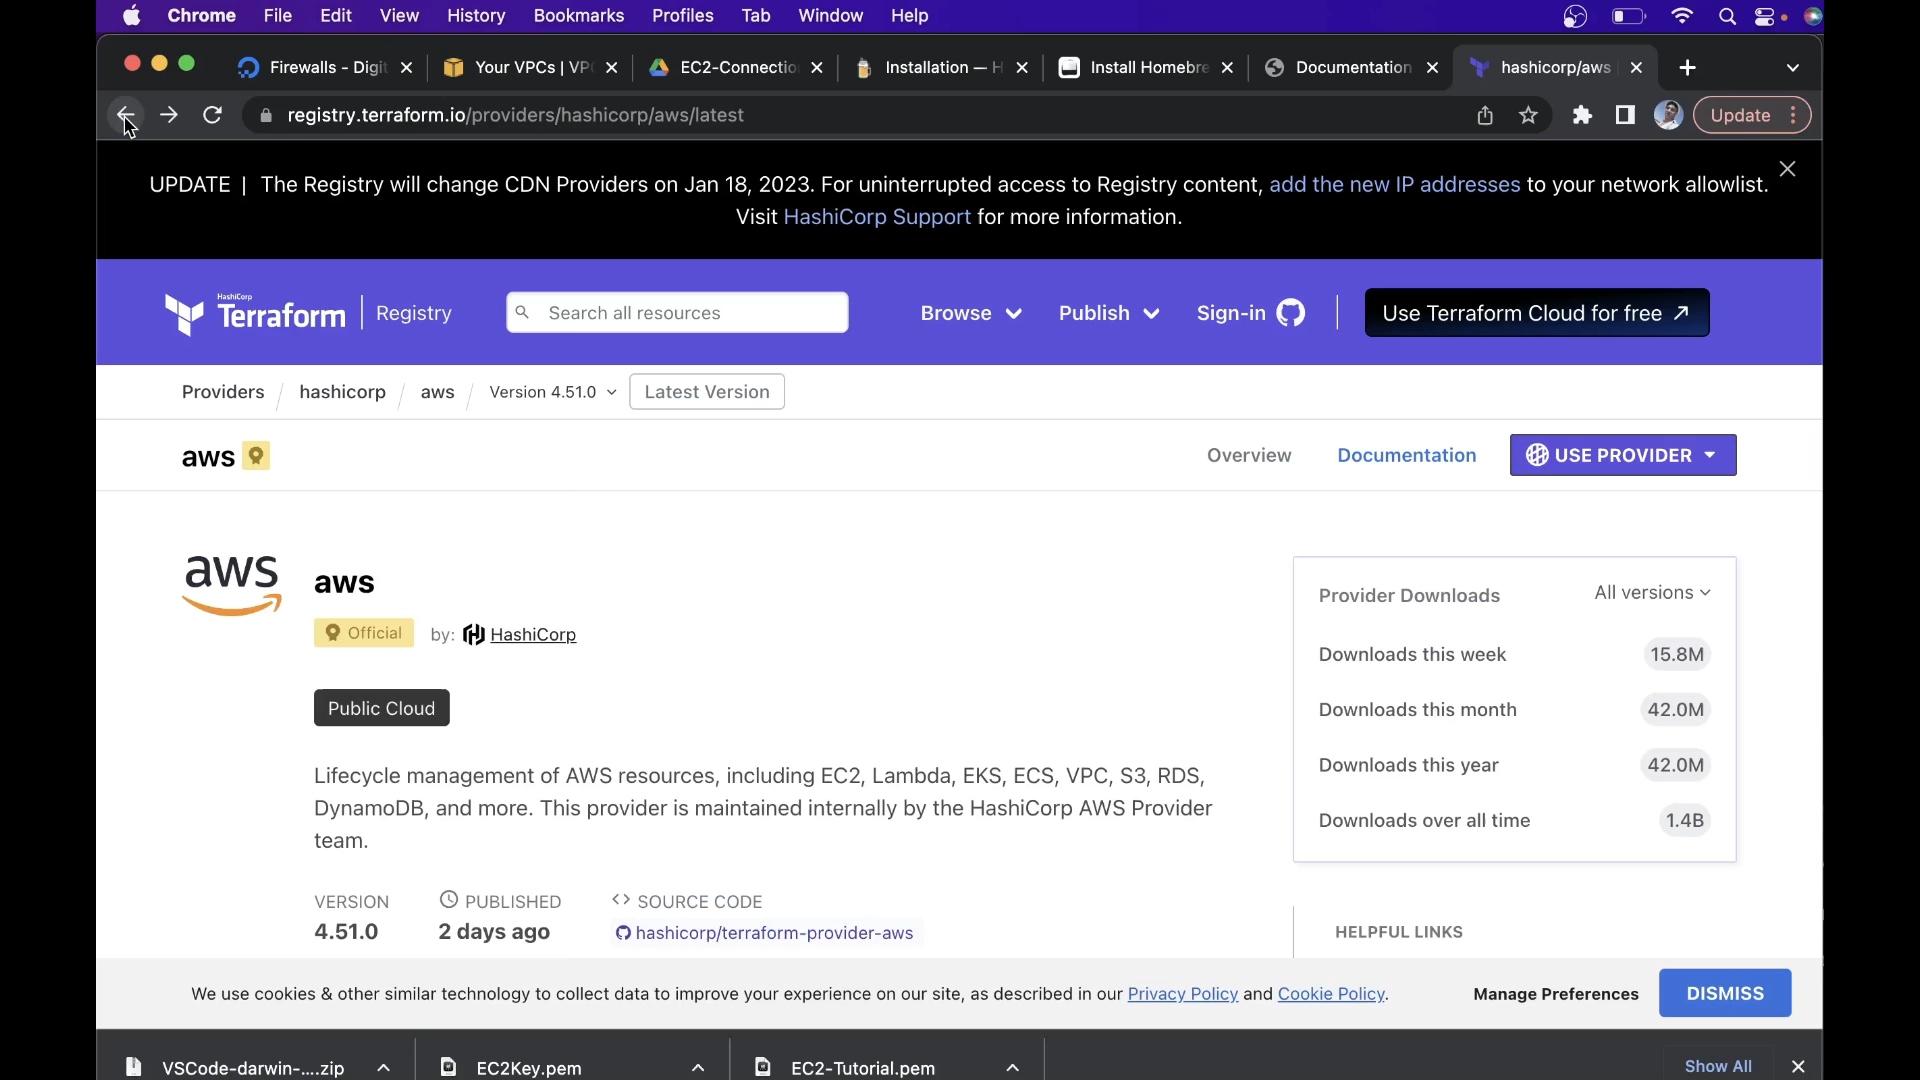 Chrome File Edit View History Bookmarks Profiles Tab Window Help
Firewalls - Digit
Your VPCs | VP
EC2-Connectio
Installation — H
Install Homebre
Documentation
hashicorp/aws
registry.terraform.io/providers/hashicorp/aws/latest
Update
UPDATE | The Registry will change CDN Providers on Jan 18, 2023. For uninterrupted access to Registry content, add the new IP addresses to your network allowlist.
Visit HashiCorp Support for more information.
HashiCorp
Terraform
Registry
Search all resources
Browse
Publish
Sign-in
Use Terraform Cloud for free
Providers / hashicorp / aws / Version 4.51.0
Latest Version
aws
Overview
Documentation
USE PROVIDER
aws
aws
Official
by: HashiCorp
Public Cloud
Lifecycle management of AWS resources, including EC2, Lambda, EKS, ECS, VPC, S3, RDS,
DynamoDB, and more. This provider is maintained internally by the HashiCorp AWS Provider
team.
VERSION
4.51.0
PUBLISHED
2 days ago
<> SOURCE CODE
hashicorp/terraform-provider-aws
Provider Downloads
All versions
Downloads this week 15.8M
Downloads this month 42.0M
Downloads this year 42.0M
Downloads over all time 1.4B
HELPFUL LINKS
We use cookies & other similar technology to collect data to improve your experience on our site, as described in our Privacy Policy and Cookie Policy.
Manage Preferences
DISMISS
VSCode-darwin-....zip
EC2Key.pem
EC2-Tutorial.pem
Show All